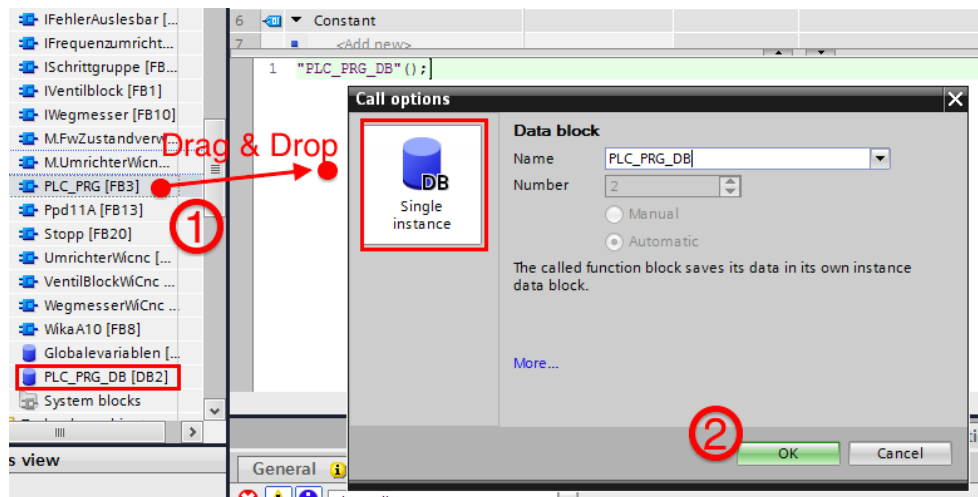 IFehlerAuslesbar [...
IFrequenzumricht...
ISchrittgruppe [FB...
IVentilblock [FB1]
IWegmesser [FB10]
M.FwZustandverw...
M.UmrichterWicn...
PLC_PRG [FB3]
Ppd11A [FB13]
Stopp [FB20]
UmrichterWicnc [...
VentilBlockWiCnc ...
WegmesserWiCnc ...
WikaA10 [FB8]
Globalevariablen [...
PLC_PRG_DB [DB2]
System blocks
s view
6 Constant
7 <Add new>
1 "PLC_PRG_DB"();
Drag & Drop
1
Call options
DB
Single
instance
Data block
Name PLC_PRG_DB
Number 2
Manual
Automatic
The called function block saves its data in its own instance
data block.
More...
2
OK Cancel
General